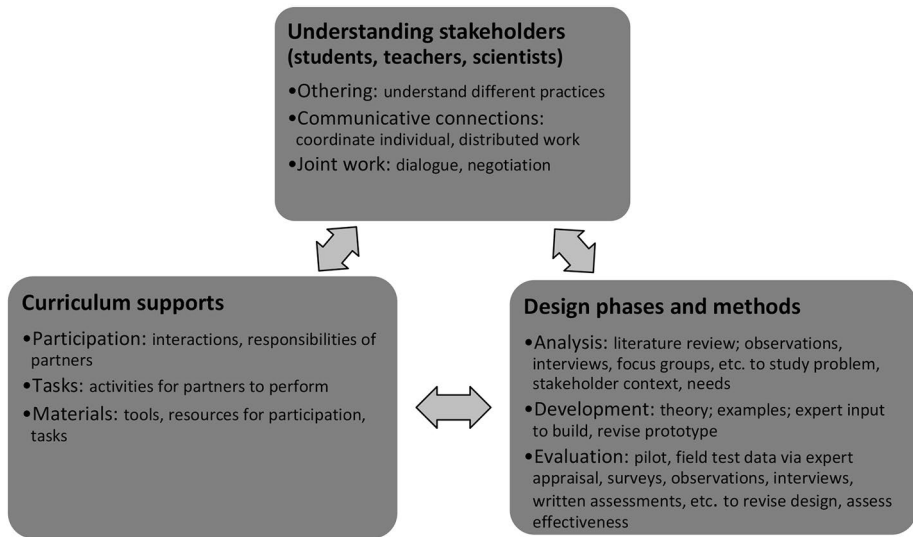 Understanding stakeholders
(students, teachers, scientists)
•Othering: understand different practices
•Communicative connections:
coordinate individual, distributed work
•Joint work: dialogue, negotiation
Curriculum supports
•Participation: interactions, responsibilities of
partners
•Tasks: activities for partners to perform
•Materials: tools, resources for participation,
tasks
Design phases and methods
•Analysis: literature review; observations,
interviews, focus groups, etc. to study problem,
stakeholder context, needs
•Development: theory; examples; expert input
to build, revise prototype
•Evaluation: pilot, field test data via expert
appraisal, surveys, observations, interviews,
written assessments, etc. to revise design, assess
effectiveness